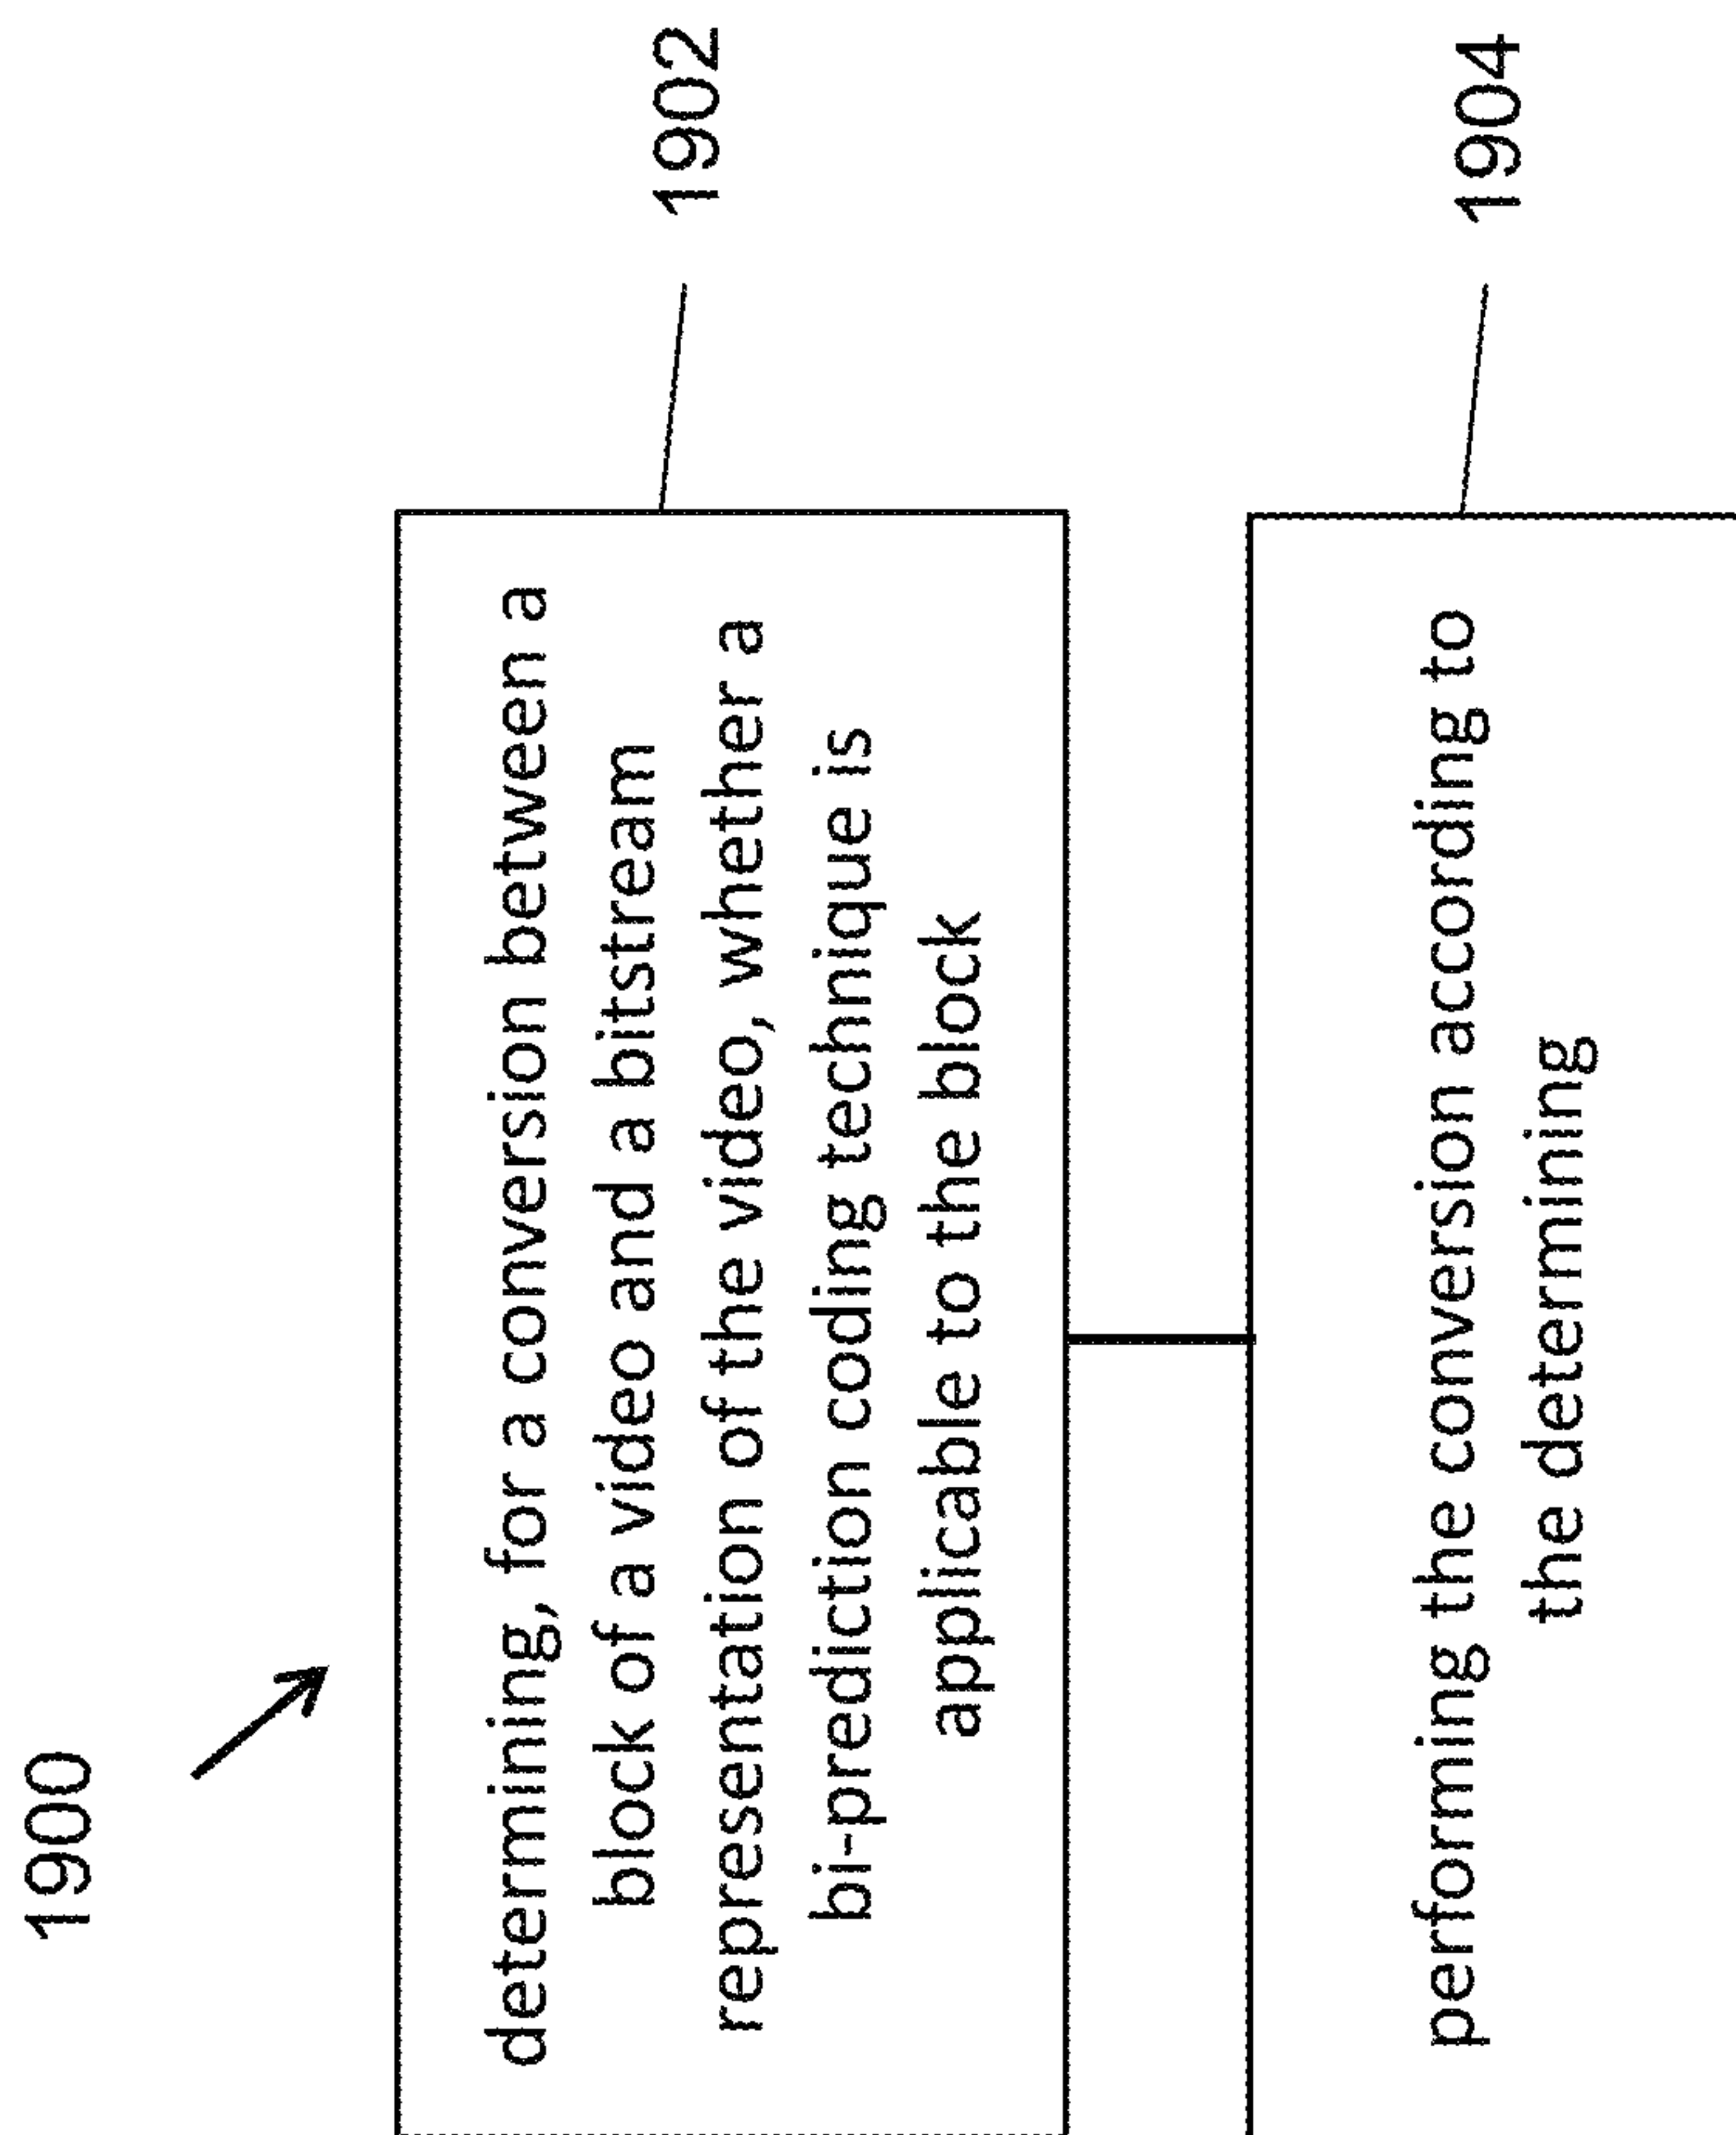 1900
determining, for a conversion between a
block of a video and a bitstream
representation of the video, whether a
bi-prediction coding technique is
applicable to the block
1902
performing the conversion according to
the determining
1904